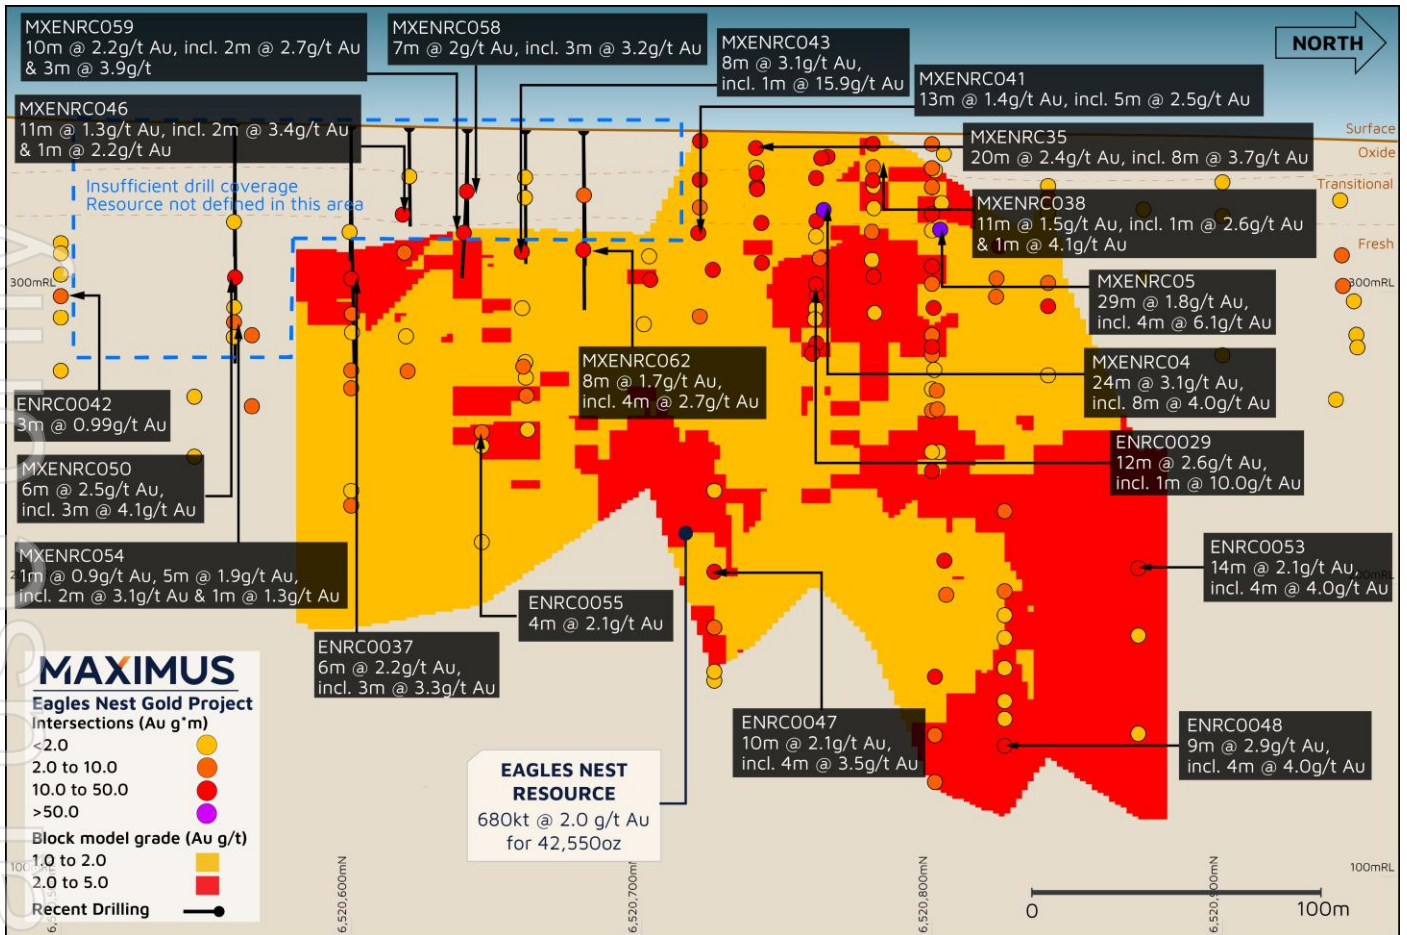 MXENRC059
10m @ 2.2g/t Au, incl. 2m @ 2.7g/t Au
& 3m @ 3.9g/t
MXENRC058
7m @ 2g/t Au, incl. 3m @ 3.2g/t Au
MXENRC043
8m @ 3.1g/t Au,
incl. 1m @ 15.9g/t Au
NORTH
MXENRC041
13m @ 1.4g/t Au, incl. 5m @ 2.5g/t Au
MXENRC046
11m @ 1.3g/t Au, incl. 2m @ 3.4g/t Au
& 1m @ 2.2g/t Au
MXENRC35
20m @ 2.4g/t Au, incl. 8m @ 3.7g/t Au
Surface
Oxide
Transitional
Fresh
Insufficient drill coverage
Resource not defined in this area
MXENRC038
11m @ 1.5g/t Au, incl. 1m @ 2.6g/t Au
& 1m @ 4.1g/t Au
300mRL
300mRL
MXENRC05
29m @ 1.8g/t Au,
incl. 4m @ 6.1g/t Au
MXENRC062
8m @ 1.7g/t Au,
incl. 4m @ 2.7g/t Au
MXENRC04
24m @ 3.1g/t Au,
incl. 8m @ 4.0g/t Au
ENRC0042
3m @ 0.99g/t Au
ENRC0029
12m @ 2.6g/t Au,
incl. 1m @ 10.0g/t Au
MXENRC050
6m @ 2.5g/t Au,
incl. 3m @ 4.1g/t Au
MXENRC054
1m @ 0.9g/t Au, 5m @ 1.9g/t Au,
incl. 2m @ 3.1g/t Au & 1m @ 1.3g/t Au
ENRC0053
14m @ 2.1g/t Au,
incl. 4m @ 4.0g/t Au
ENRC0055
4m @ 2.1g/t Au
ENRC0037
6m @ 2.2g/t Au,
incl. 3m @ 3.3g/t Au
ENRC0047
10m @ 2.1g/t Au,
incl. 4m @ 3.5g/t Au
ENRC0048
9m @ 2.9g/t Au,
incl. 4m @ 4.0g/t Au
EAGLES NEST
RESOURCE
680kt @ 2.0 g/t Au
for 42,550oz
MAXIMUS
Eagles Nest Gold Project
Intersections (Au g*m)
<2.0
2.0 to 10.0
10.0 to 50.0
>50.0
Block model grade (Au g/t)
1.0 to 2.0
2.0 to 5.0
Recent Drilling
100mRL
6,520,600mN
6,520,700mN
6,520,800mN
6,520,900mN
0
100m